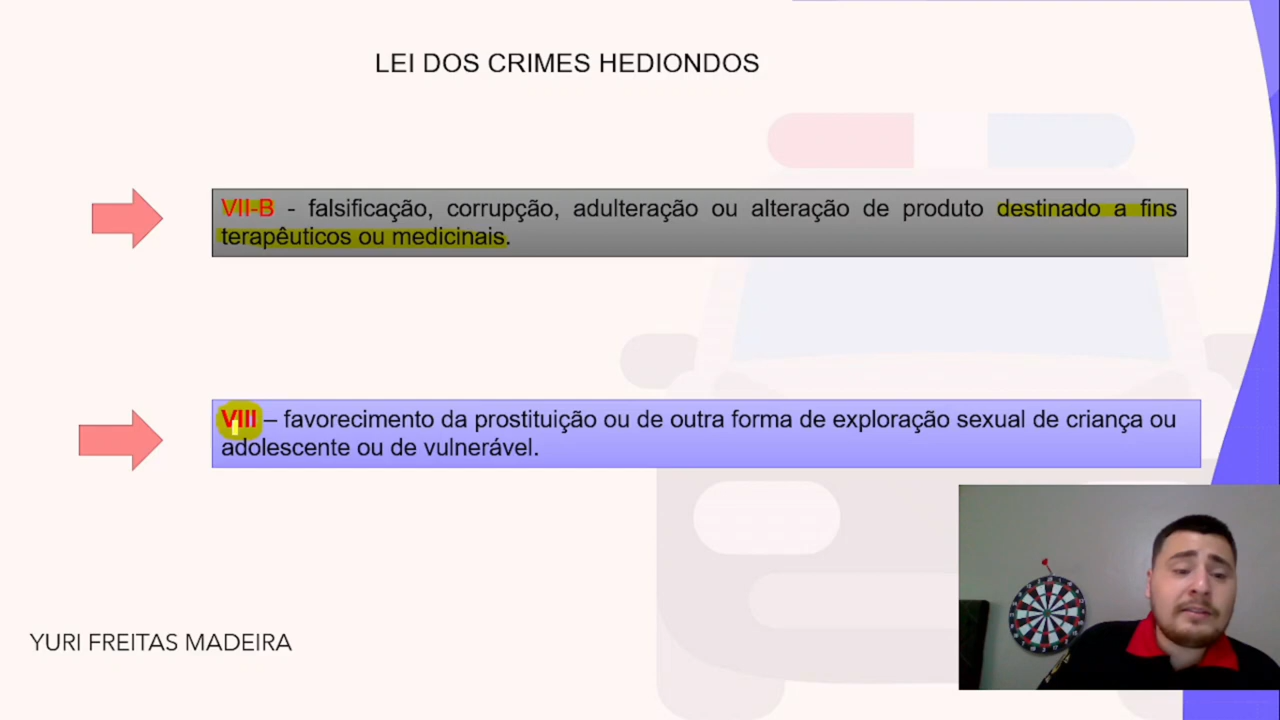 LEI DOS CRIMES HEDIONDOS
VII-B - falsificação, corrupção, adulteração ou alteração de produto destinado a fins
terapêuticos ou medicinais.
VIII – favorecimento da prostituição ou de outra forma de exploração sexual de criança ou
adolescente ou de vulnerável.
YURI FREITAS MADEIRA